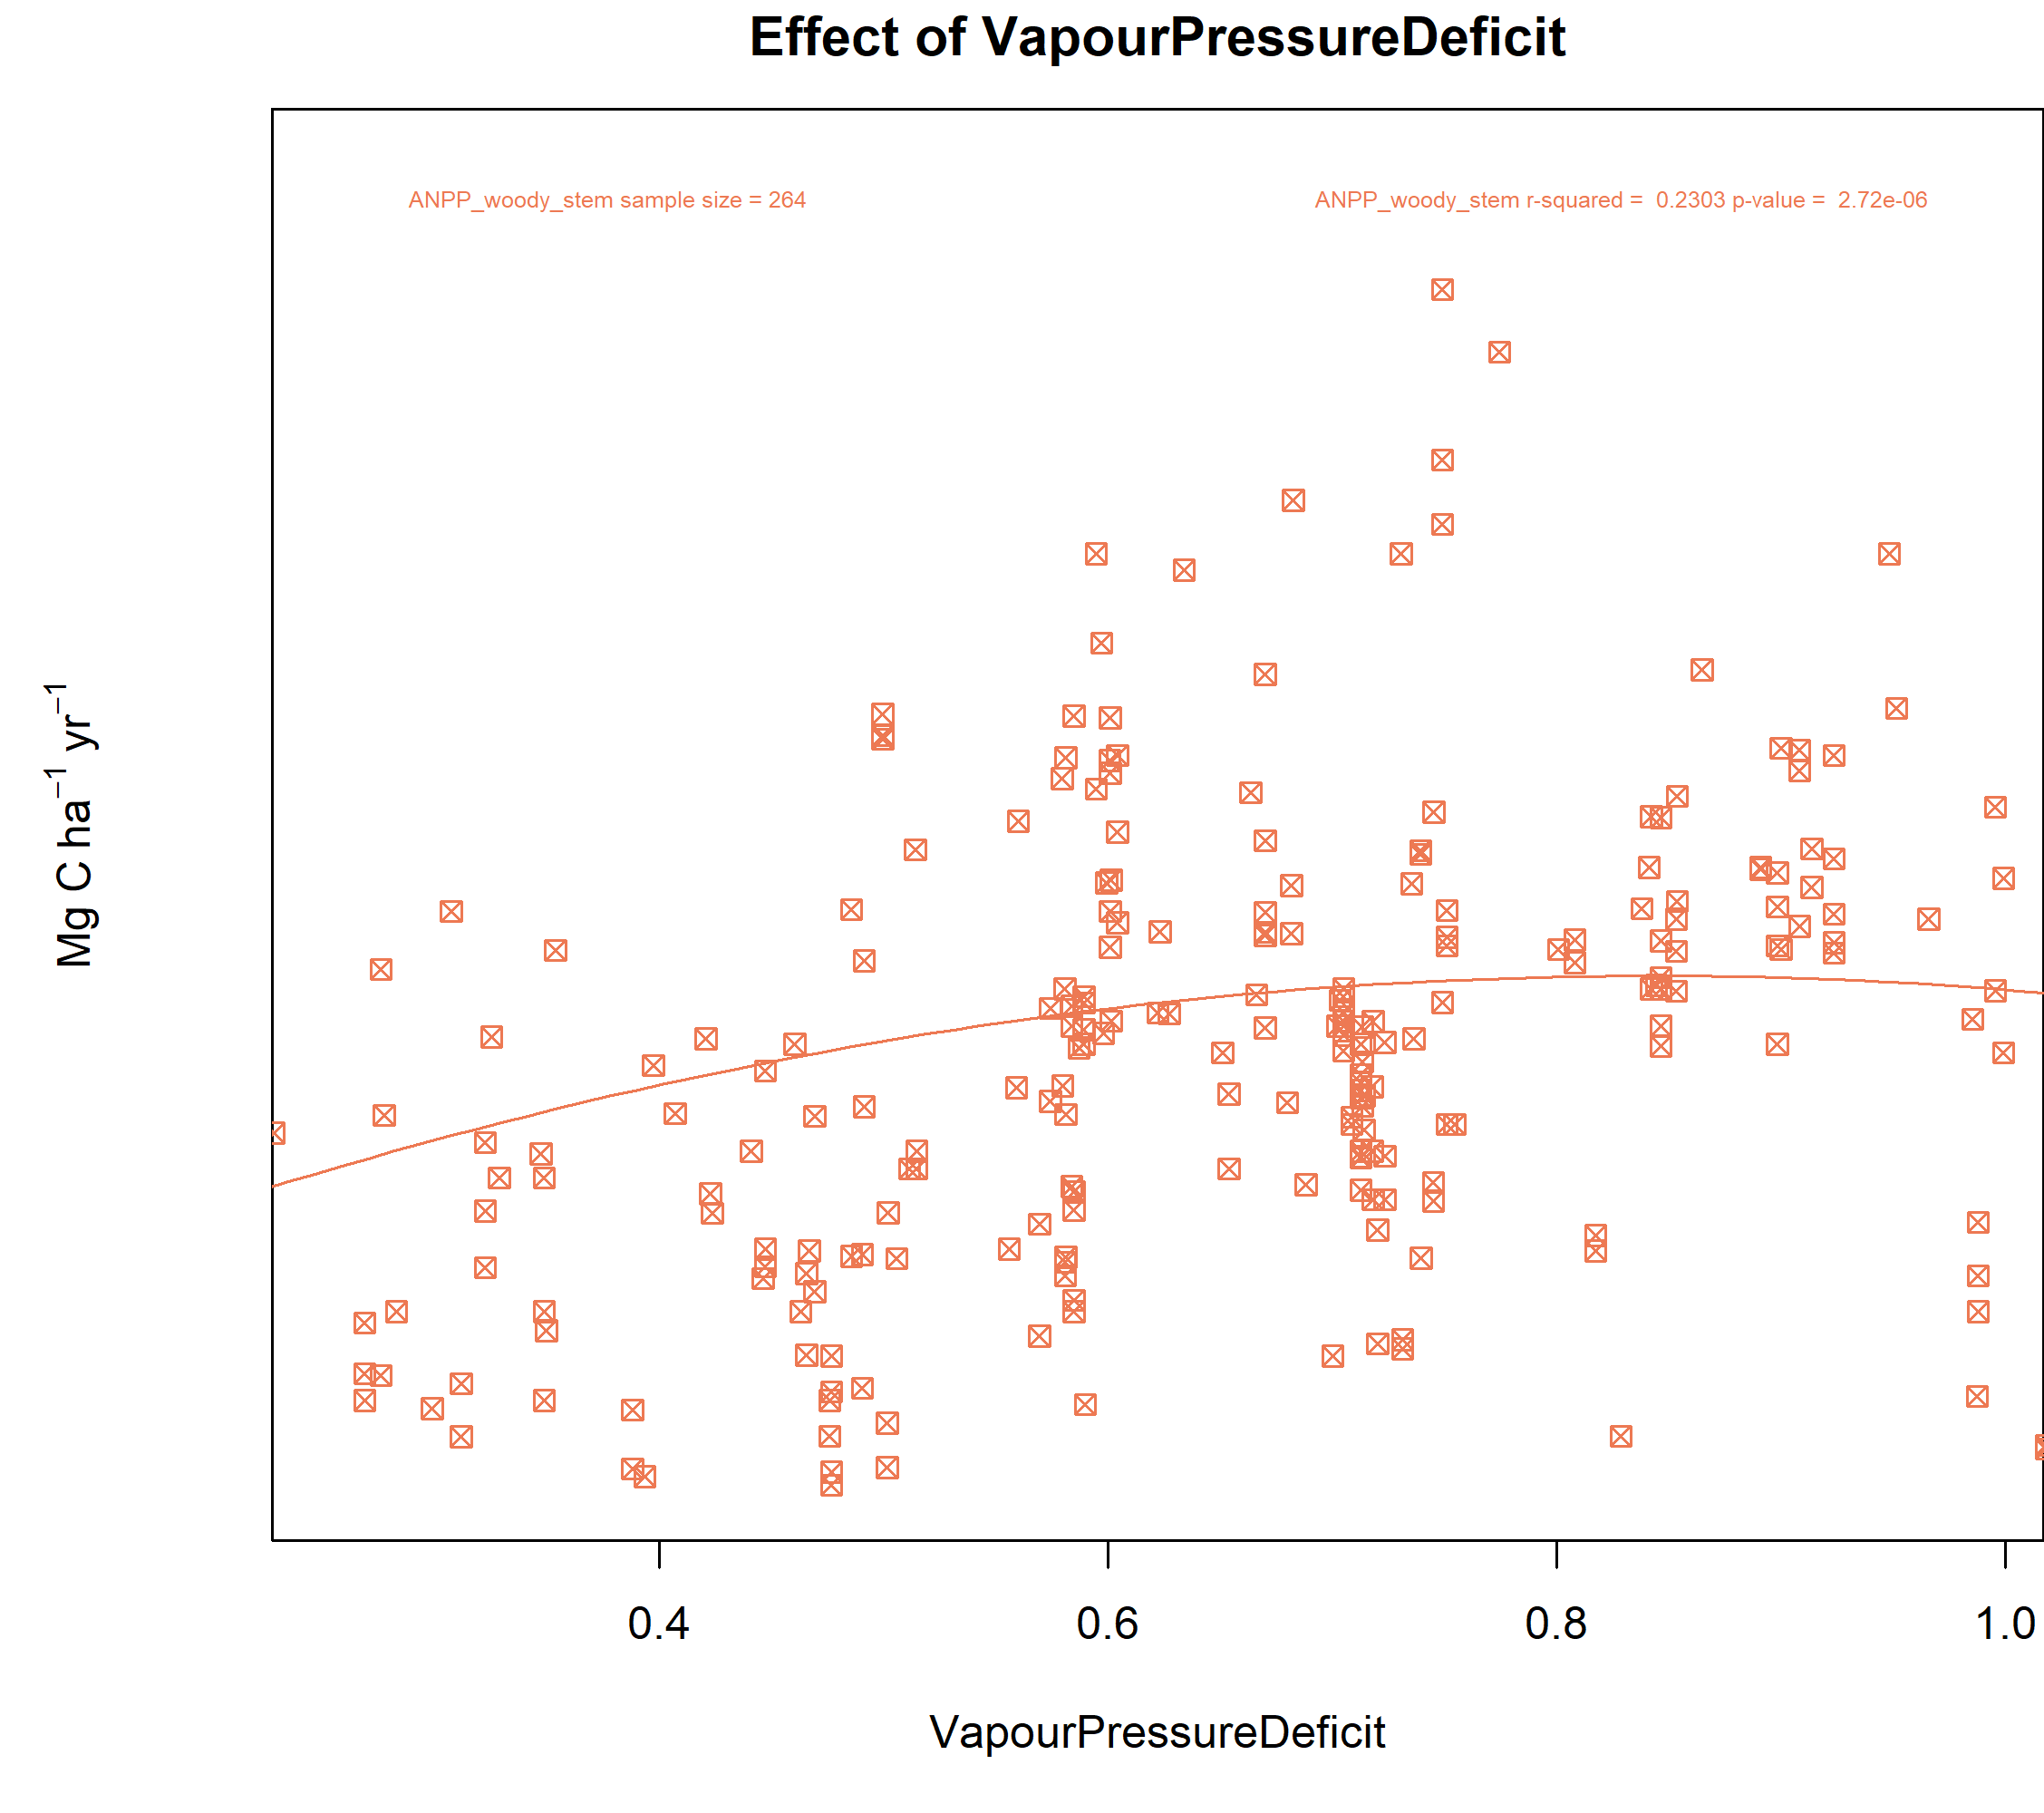 Effect of VapourPressureDeficit
ANPP_woody_stem sample size = 264
ANPP_woody_stem r-squared = 0.2303 p-value = 2.72e-06
Mg C ha⁻¹ yr⁻¹
0.4 0.6 0.8 1.0
VapourPressureDeficit